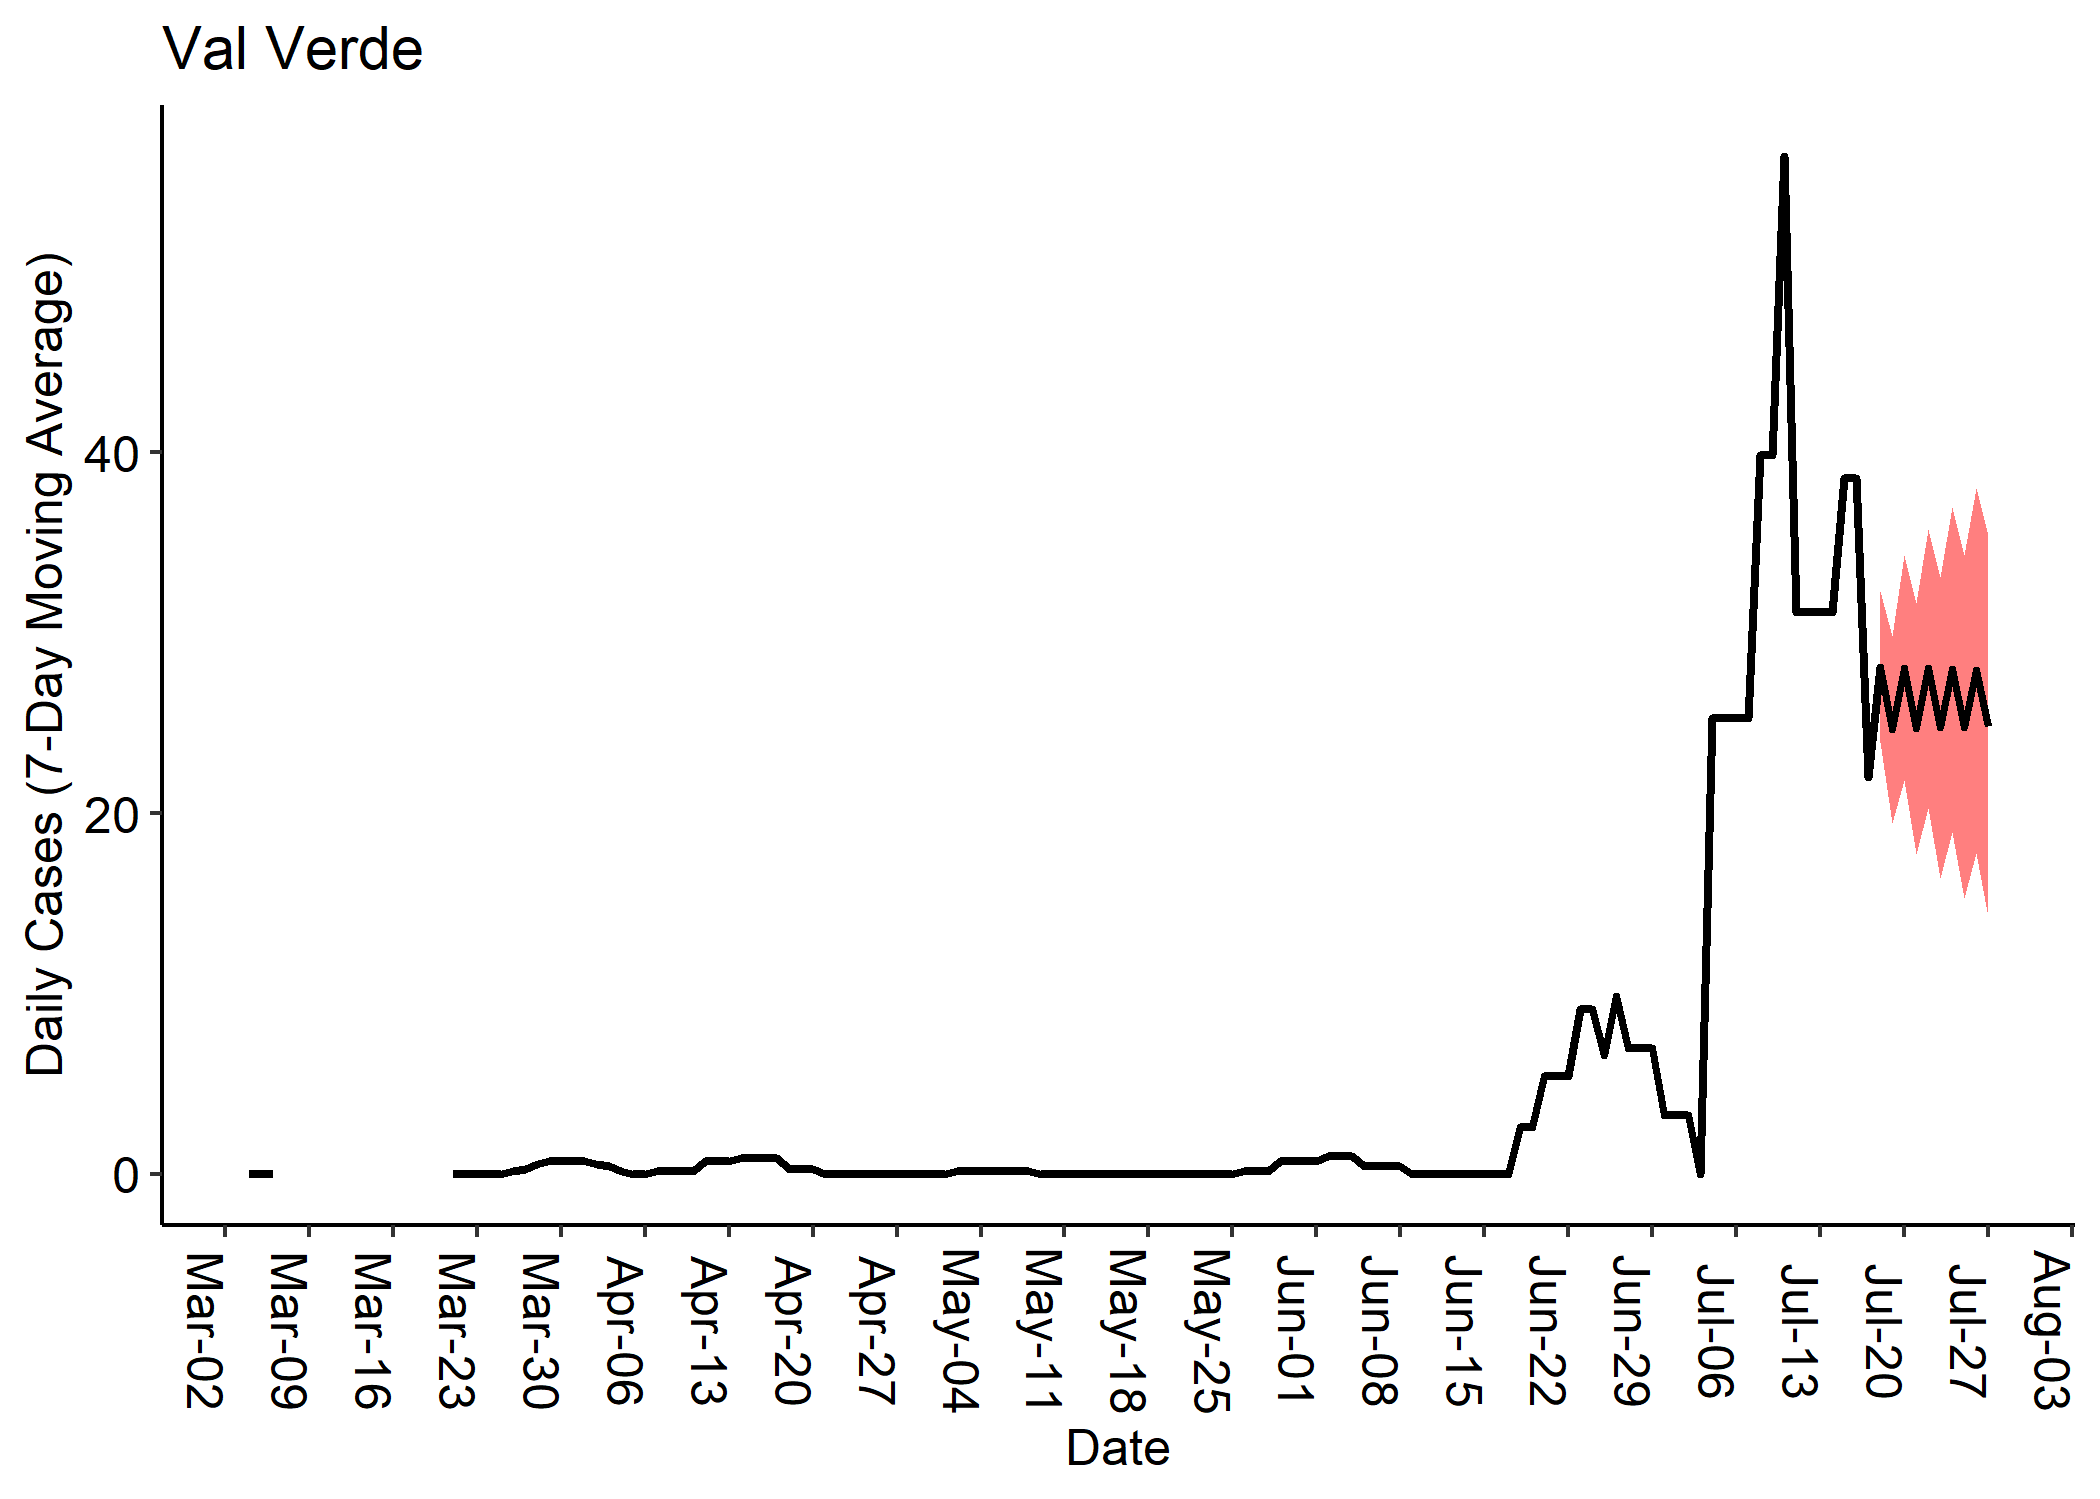 Val Verde
Daily Cases (7-Day Moving Average)
40
20
0
Mar-02
Mar-09
Mar-16
Mar-23
Mar-30
Apr-06
Apr-13
Apr-20
Apr-27
May-04
May-11
May-18
May-25
Jun-01
Jun-08
Jun-15
Jun-22
Jun-29
Jul-06
Jul-13
Jul-20
Jul-27
Aug-03
Date